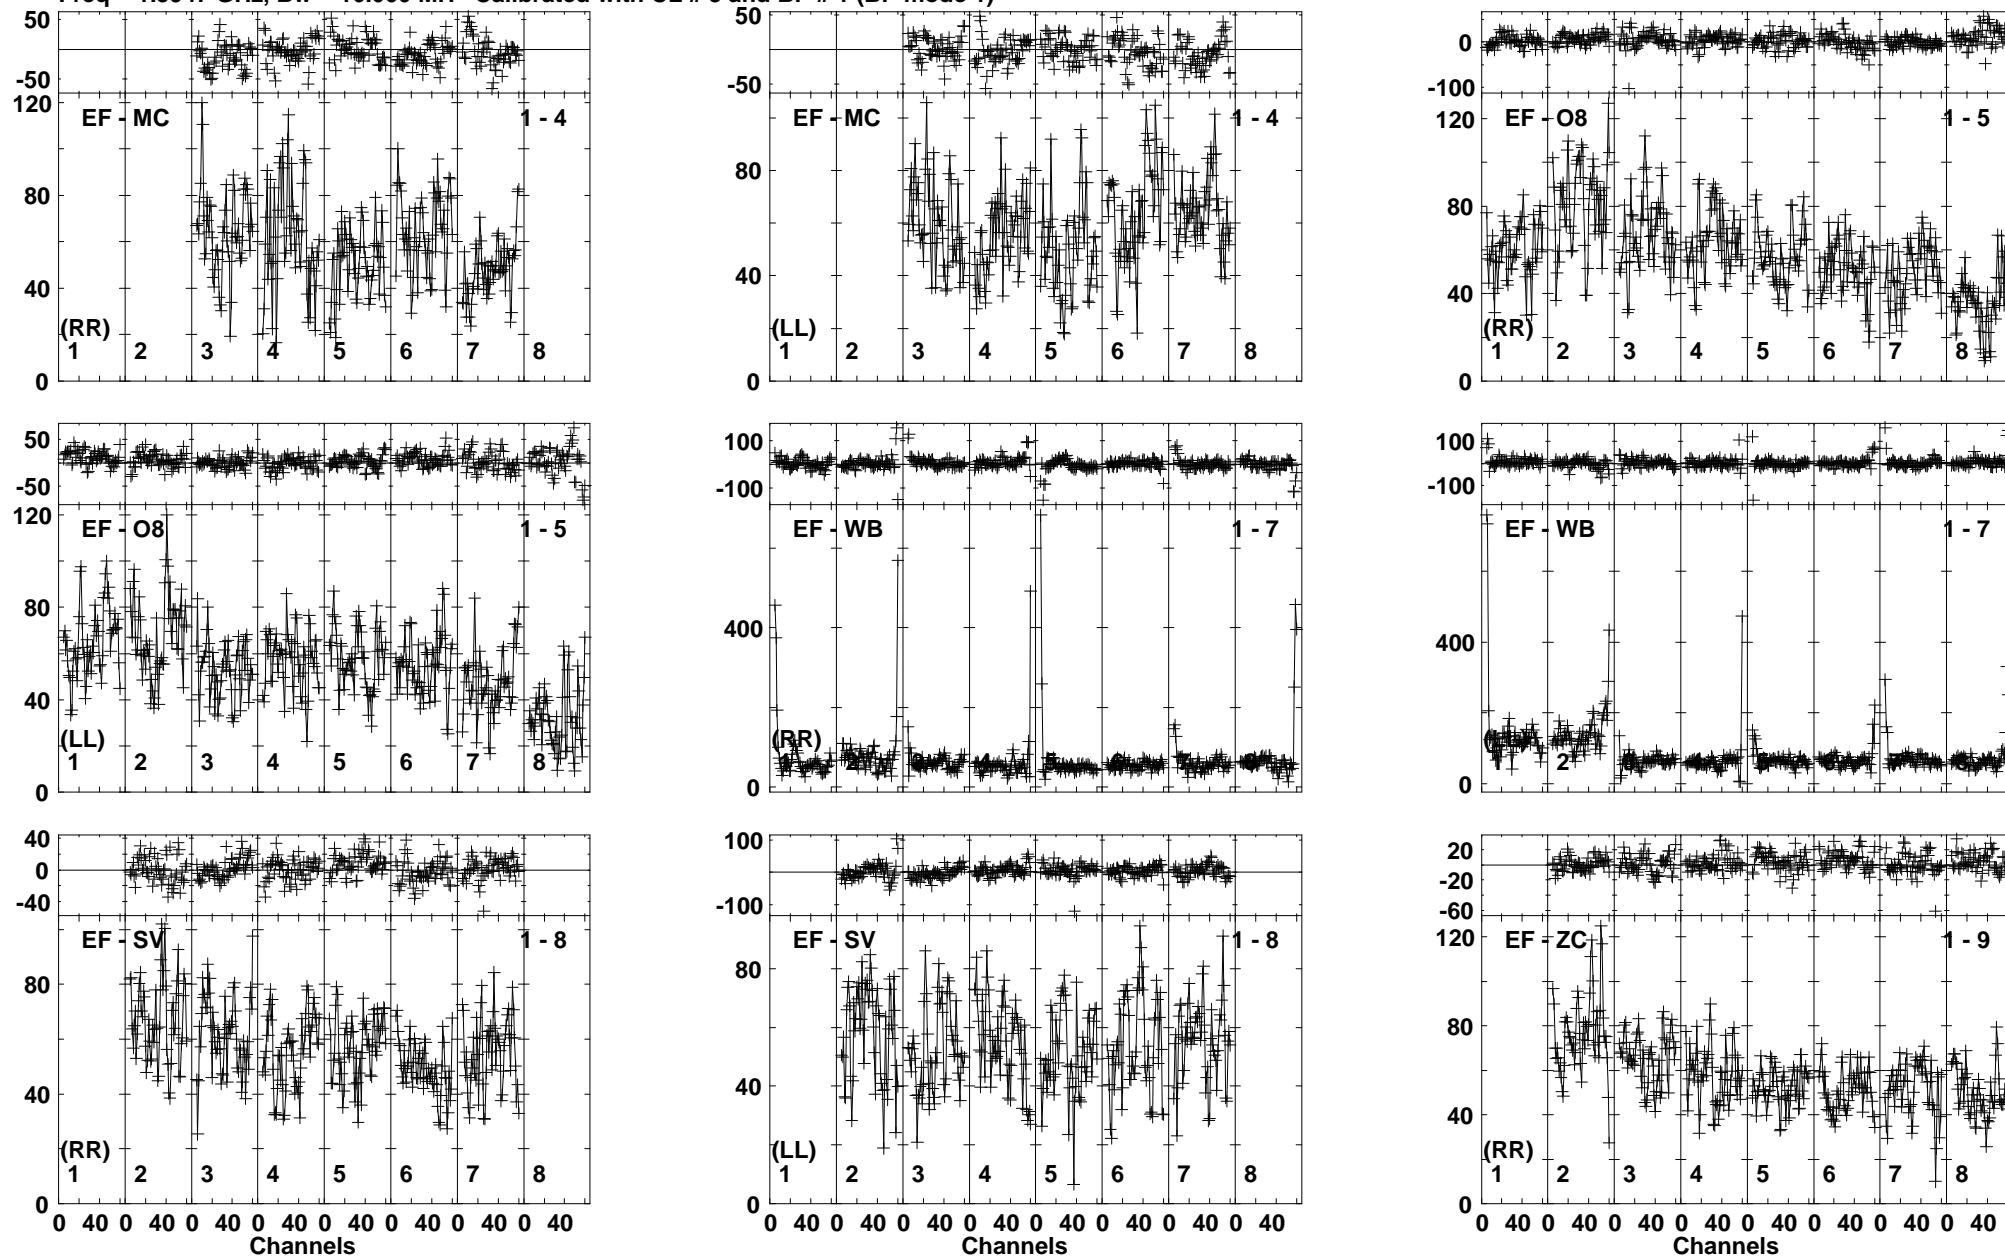 GHz, Calibrated with and
50 -50
EF - MC 1 - 4
120 80 40 0
(RR)
1 2 3 4 5 6 7 8
50 -50
EF - MC 1 - 4
80 40 0
(LL)
1 2 3 4 5 6 7 8
0 -100
EF - O8 1 - 5
120 80 40 0
(RR)
1 2 3 4 5 6 7 8
50 -50
EF - O8 1 - 5
120 80 40 0
(LL)
1 2 3 4 5 6 7 8
100 -100
EF - WB 1 - 7
400 0
(RR)
100 -100
EF - WB 1 - 7
400 0
2
40 0 -40
EF - SV 1 - 8
80 40 0
(RR)
1 2 3 4 5 6 7 8
0 40 0 40 0 40 0 40 0 40 0 40 0 40 0 40
Channels
100 -100
EF - SV 1 - 8
80 40 0
(LL)
1 2 3 4 5 6 7 8
0 40 0 40 0 40 0 40 0 40 0 40 0 40 0 40
Channels
20 -20 -60
EF - ZC 1 - 9
120 80 40 0
(RR)
1 2 3 4 5 6 7 8
0 40 0 40 0 40 0 40 0 40 0 40 0 40 0 40
Channels